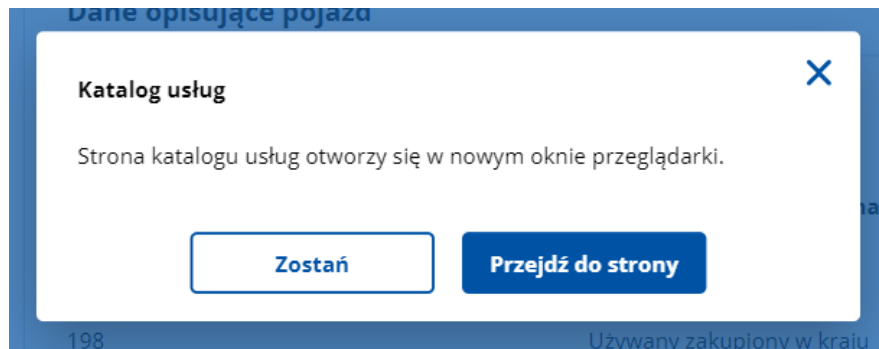 Dane opisujące pojazd
Katalog usług
Strona katalogu usług otworzy się w nowym oknie przeglądarki.
Zostań
Przejdź do strony
198
Używany zakupiony w kraju